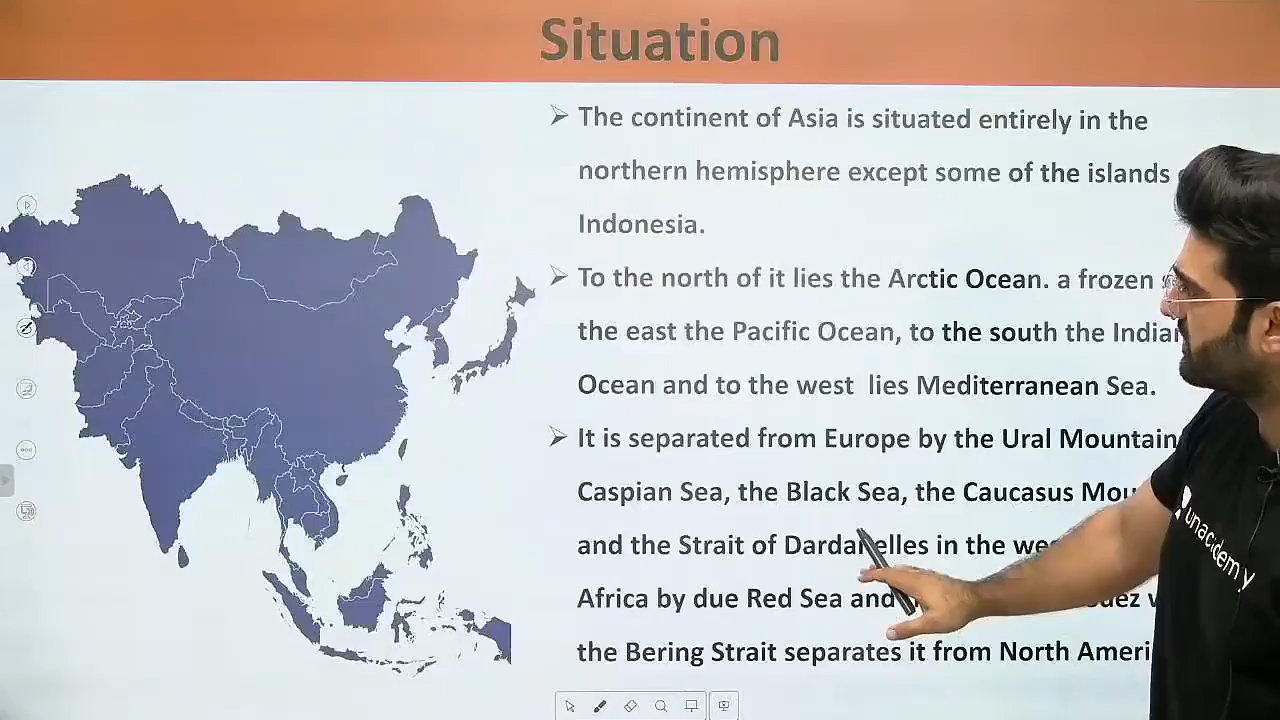 Situation
➢ The continent of Asia is situated entirely in the
northern hemisphere except some of the islands
Indonesia.
➢ To the north of it lies the Arctic Ocean. a frozen
the east the Pacific Ocean, to the south the Indian
Ocean and to the west lies Mediterranean Sea.
➢ It is separated from Europe by the Ural Mountain
Caspian Sea, the Black Sea, the Caucasus
and the Strait of Dardanelles in the
Africa by due Red Sea and
the Bering Strait separates it from North
unacademy